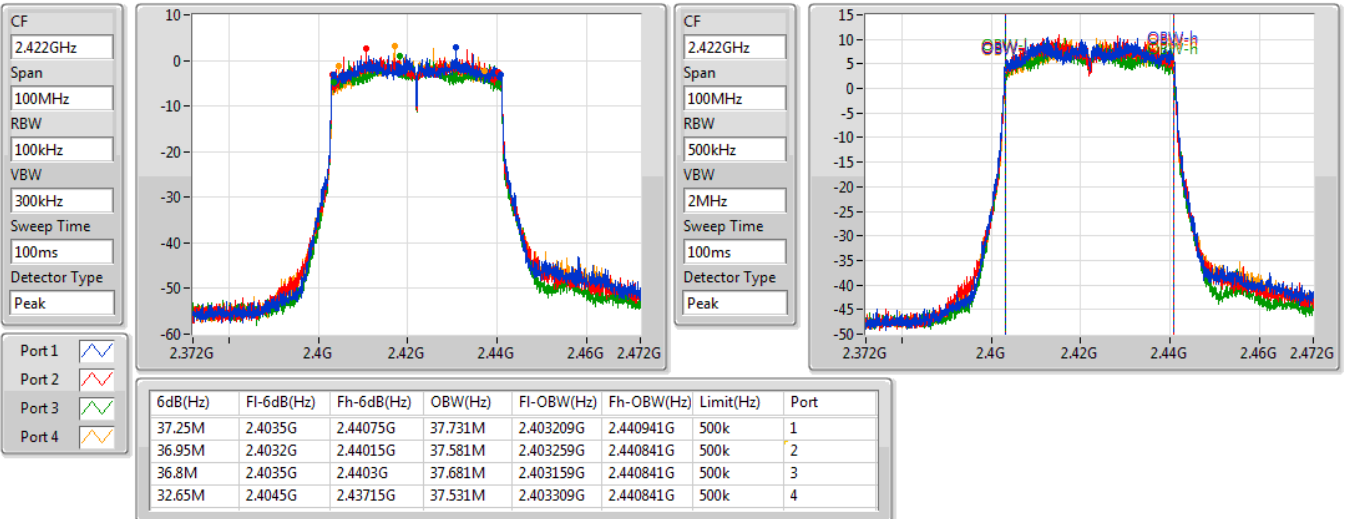 CF
2.422GHz
Span
100MHz
RBW
100kHz
VBW
300kHz
Sweep Time
100ms
Detector Type
Peak
10
0
-10
-20
-30
-40
-50
-60
2.372G 2.4G 2.42G 2.44G 2.46G 2.472G
Port 1
Port 2
Port 3
Port 4
CF
2.422GHz
Span
100MHz
RBW
500kHz
VBW
2MHz
Sweep Time
100ms
Detector Type
Peak
15
10
5
0
-5
-10
-15
-20
-25
-30
-35
-40
-45
-50
OBW-l OBW-h
2.372G 2.4G 2.42G 2.44G 2.46G 2.472G
6dB(Hz) Fl-6dB(Hz) Fh-6dB(Hz) OBW(Hz) Fl-OBW(Hz) Fh-OBW(Hz) Limit(Hz) Port
37.25M 2.4035G 2.44075G 37.731M 2.403209G 2.440941G 500k 1
36.95M 2.4032G 2.44015G 37.581M 2.403259G 2.440841G 500k 2
36.8M 2.4035G 2.4403G 37.681M 2.403159G 2.440841G 500k 3
32.65M 2.4045G 2.43715G 37.531M 2.403309G 2.440841G 500k 4